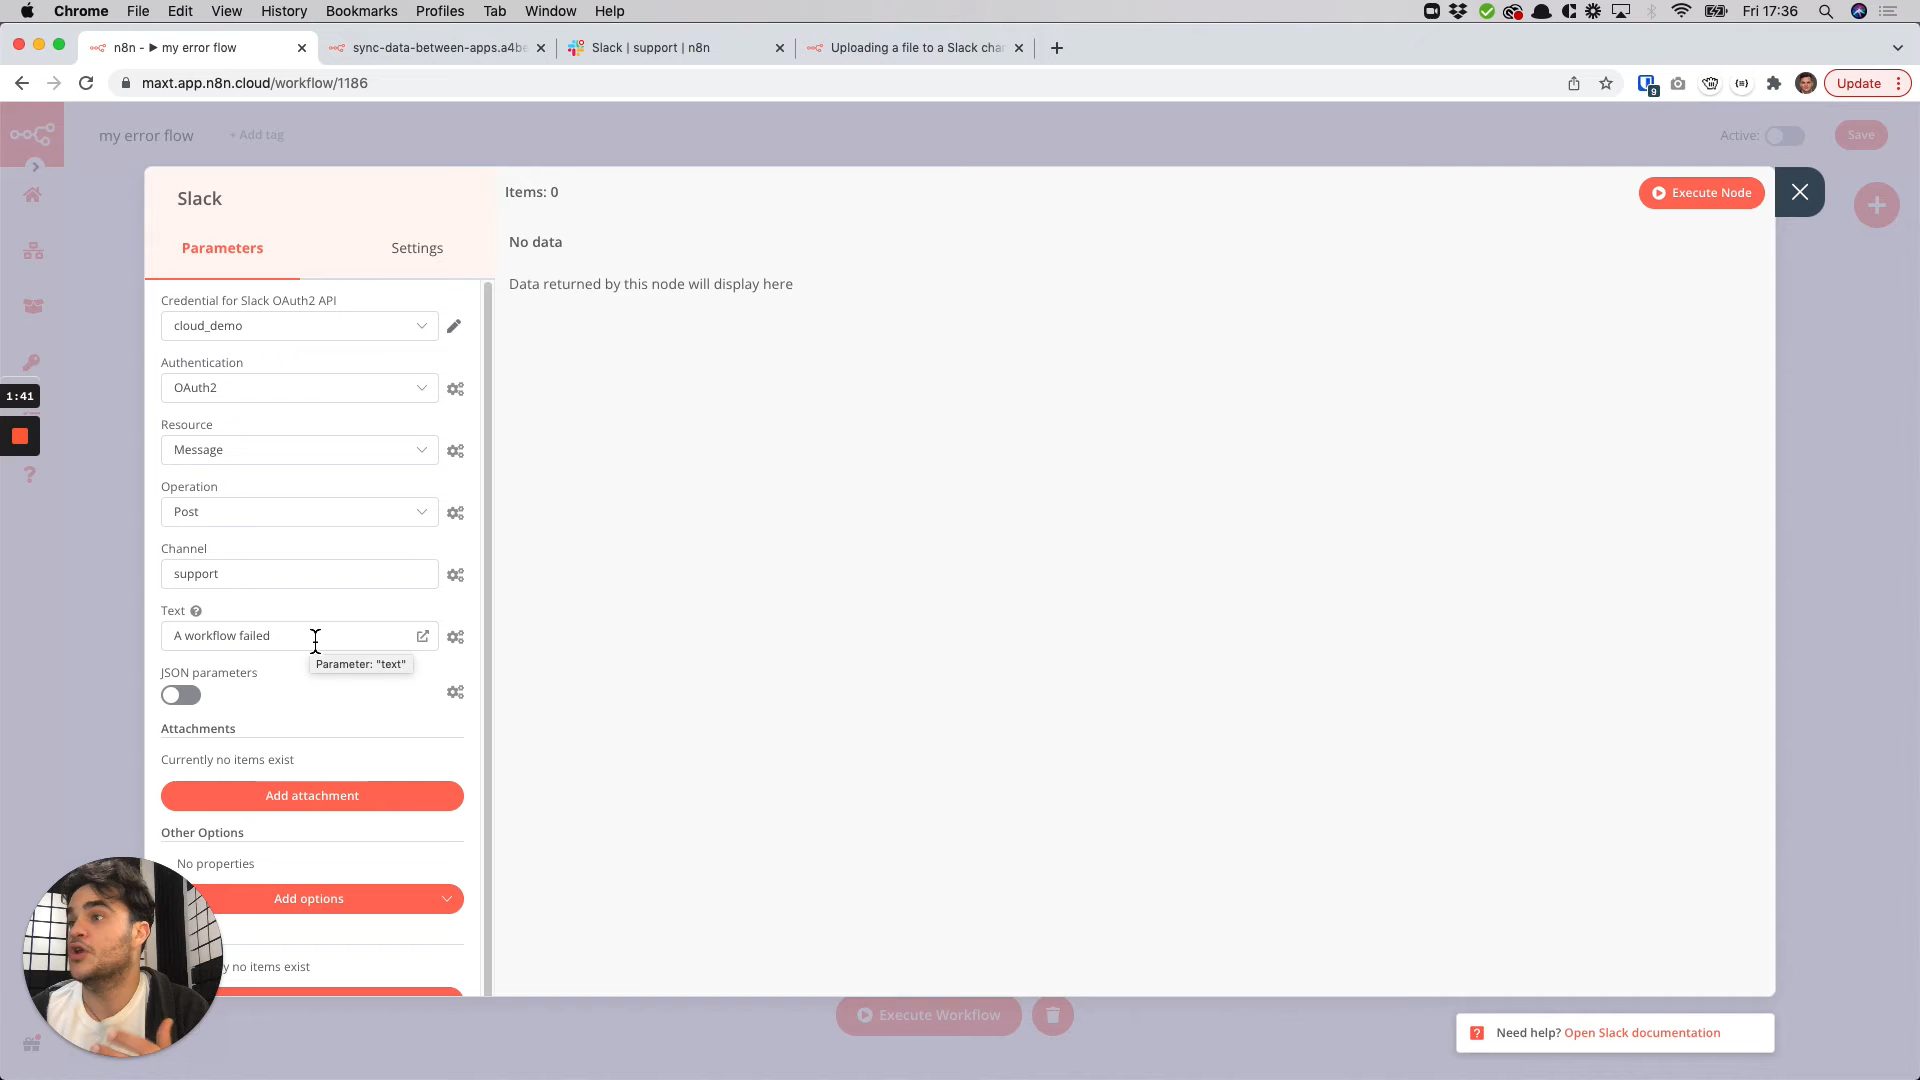 Chrome File Edit View History Bookmarks Profiles Tab Window Help Fri 17:36
n8n - ▶ my error flow sync-data-between-apps.a4be Slack | support | n8n Uploading a file to a Slack chan
maxt.app.n8n.cloud/workflow/1186 9 Update
my error flow + Add tag Active: Save
Slack
Parameters Settings
Items: 0
Execute Node
No data
Data returned by this node will display here
Credential for Slack OAuth2 API
cloud_demo
Authentication
OAuth2
1:41
Resource
Message
Operation
Post
Channel
support
Text
A workflow failed
Parameter: "text"
JSON parameters
Attachments
Currently no items exist
Add attachment
Other Options
No properties
Add options
y no items exist
Execute Workflow
Need help? Open Slack documentation